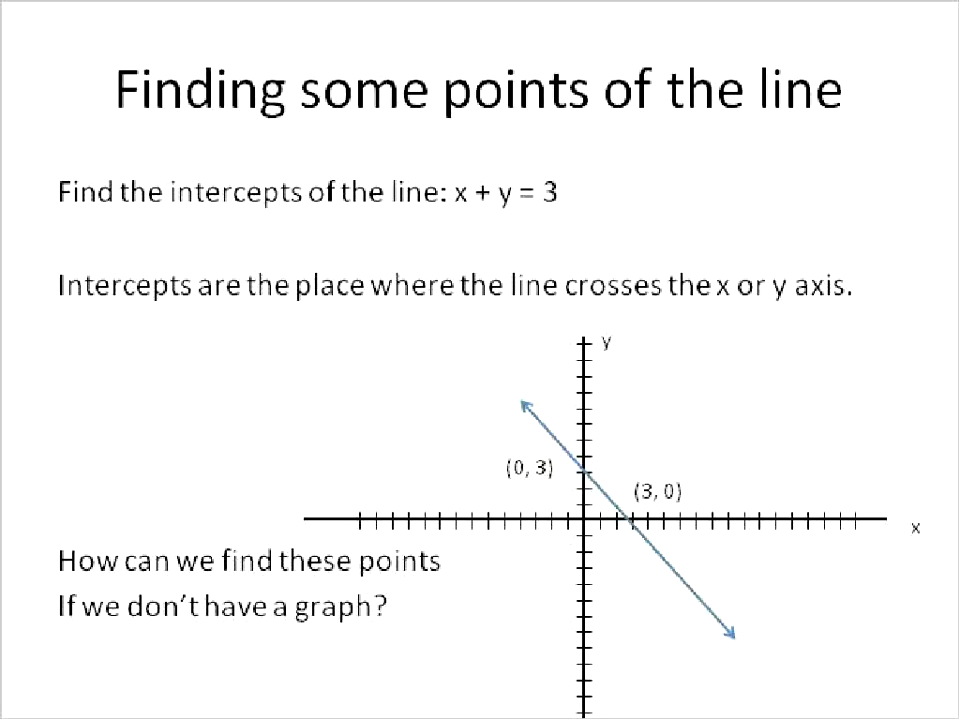 Finding some points of the line
Find the intercepts of the line: x + y = 3
Intercepts are the place where the line crosses the x or y axis.
y
(0, 3)
(3, 0)
x
How can we find these points
If we don't have a graph?